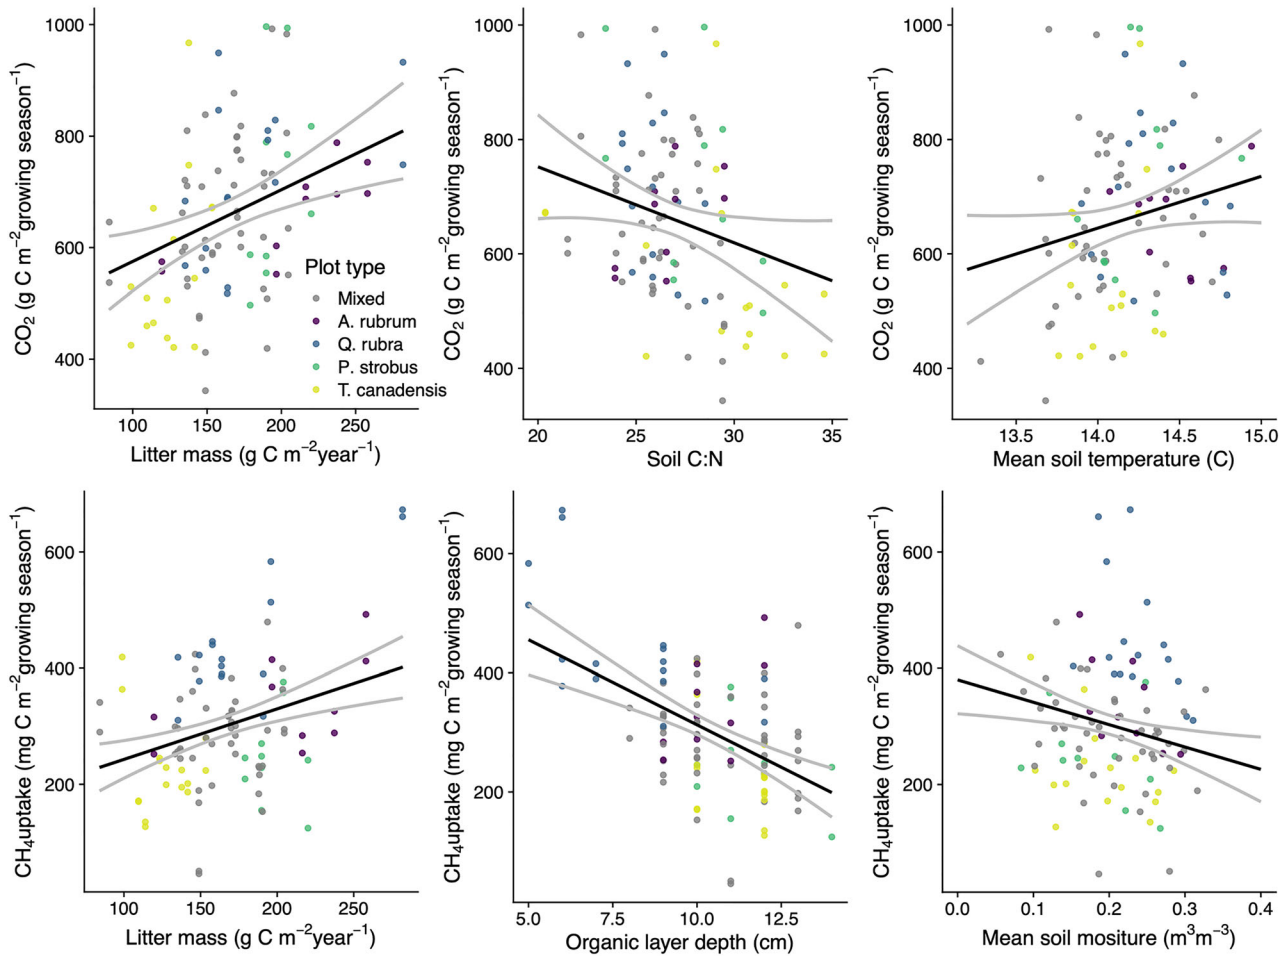 1000
800
600
400
CO₂ (g C m⁻²growing season⁻¹)
100 150 200 250
Litter mass (g C m⁻²year⁻¹)
Plot type
Mixed
A. rubrum
Q. rubra
P. strobus
T. canadensis
1000
800
600
400
CO₂ (g C m⁻²growing season⁻¹)
20 25 30 35
Soil C:N
1000
800
600
400
CO₂ (g C m⁻²growing season⁻¹)
13.5 14.0 14.5 15.0
Mean soil temperature (C)
600
400
200
CH₄uptake (mg C m⁻²growing season⁻¹)
100 150 200 250
Litter mass (g C m⁻²year⁻¹)
600
400
200
CH₄uptake (mg C m⁻²growing season⁻¹)
5.0 7.5 10.0 12.5
Organic layer depth (cm)
600
400
200
CH₄uptake (mg C m⁻²growing season⁻¹)
0.0 0.1 0.2 0.3 0.4
Mean soil mositure (m³m⁻³)